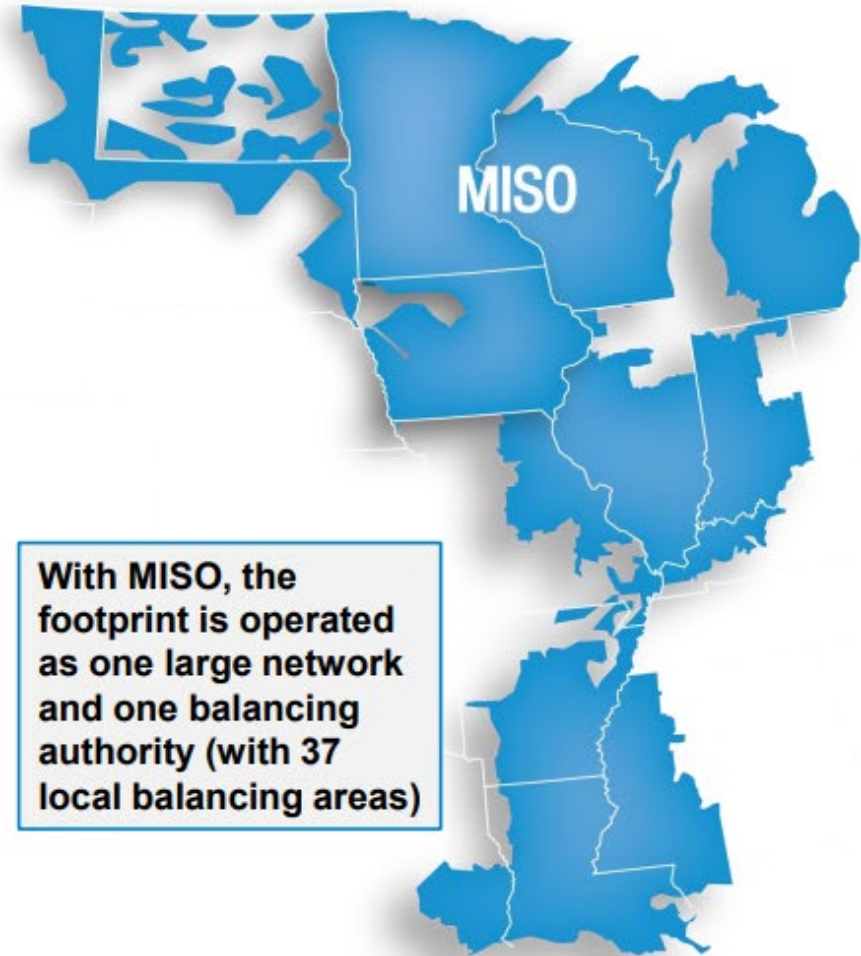 MISO
With MISO, the
footprint is operated
as one large network
and one balancing
authority (with 37
local balancing areas)